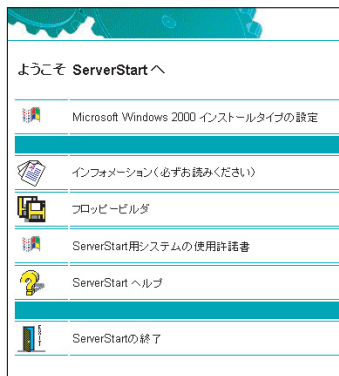 ようこそ ServerStart へ
Microsoft Windows 2000 インストールタイプの設定
インフォメーション(必ずお読みください)
フロッピービルダ
ServerStart用システムの使用許諾書
ServerStart ヘルプ
EXIT
ServerStartの終了